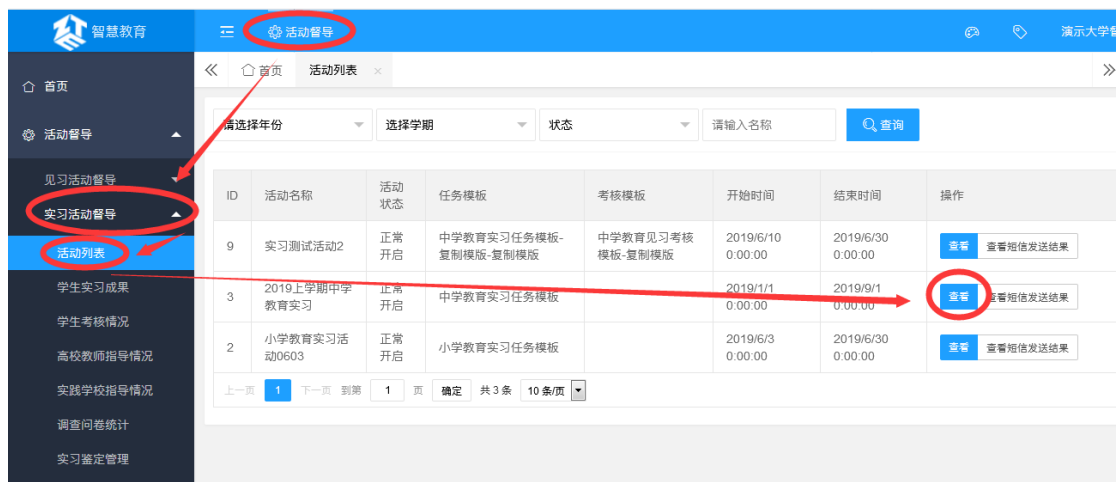 智慧教育
活动督导
演示大学督
首页
活动督导
见习活动督导
实习活动督导
活动列表
学生实习成果
学生考核情况
高校教师指导情况
实践学校指导情况
调查问卷统计
实习鉴定管理
首页 活动列表 ×
请选择年份 选择学期 状态 请输入名称 查询
ID 活动名称 活动状态 任务模板 考核模板 开始时间 结束时间 操作
9 实习测试活动2 正常开启 中学教育实习任务模板-复制模版-复制模版 中学教育见习考核模板-复制模版 2019/6/10 0:00:00 2019/6/30 0:00:00 查看 查看短信发送结果
3 2019上学期中学教育实习 正常开启 中学教育实习任务模板 2019/1/1 0:00:00 2019/9/1 0:00:00 查看 查看短信发送结果
2 小学教育实习活动0603 正常开启 小学教育实习任务模板 2019/6/3 0:00:00 2019/6/30 0:00:00 查看 查看短信发送结果
上一页 1 下一页 到第 1 页 确定 共 3 条 10 条/页